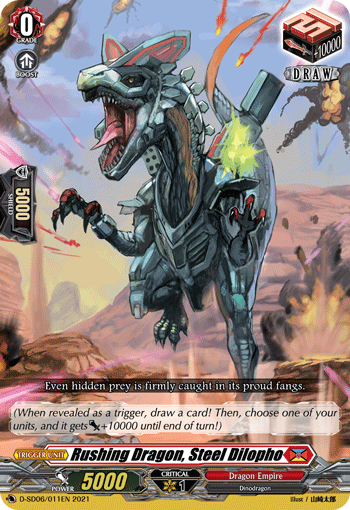 0
GRADE
BOOST
+10000
DRAW
5000
SHIELD
Even hidden prey is firmly caught in its proud fangs.
(When revealed as a trigger, draw a card! Then, choose one of your
units, and it gets +10000 until end of turn!)
TRIGGER UNIT Rushing Dragon, Steel Dilopho
POWER 5000 CRITICAL 1 Dragon Empire
Dinodragon
D-SD06/011EN 2021 Illust / 山崎太郎